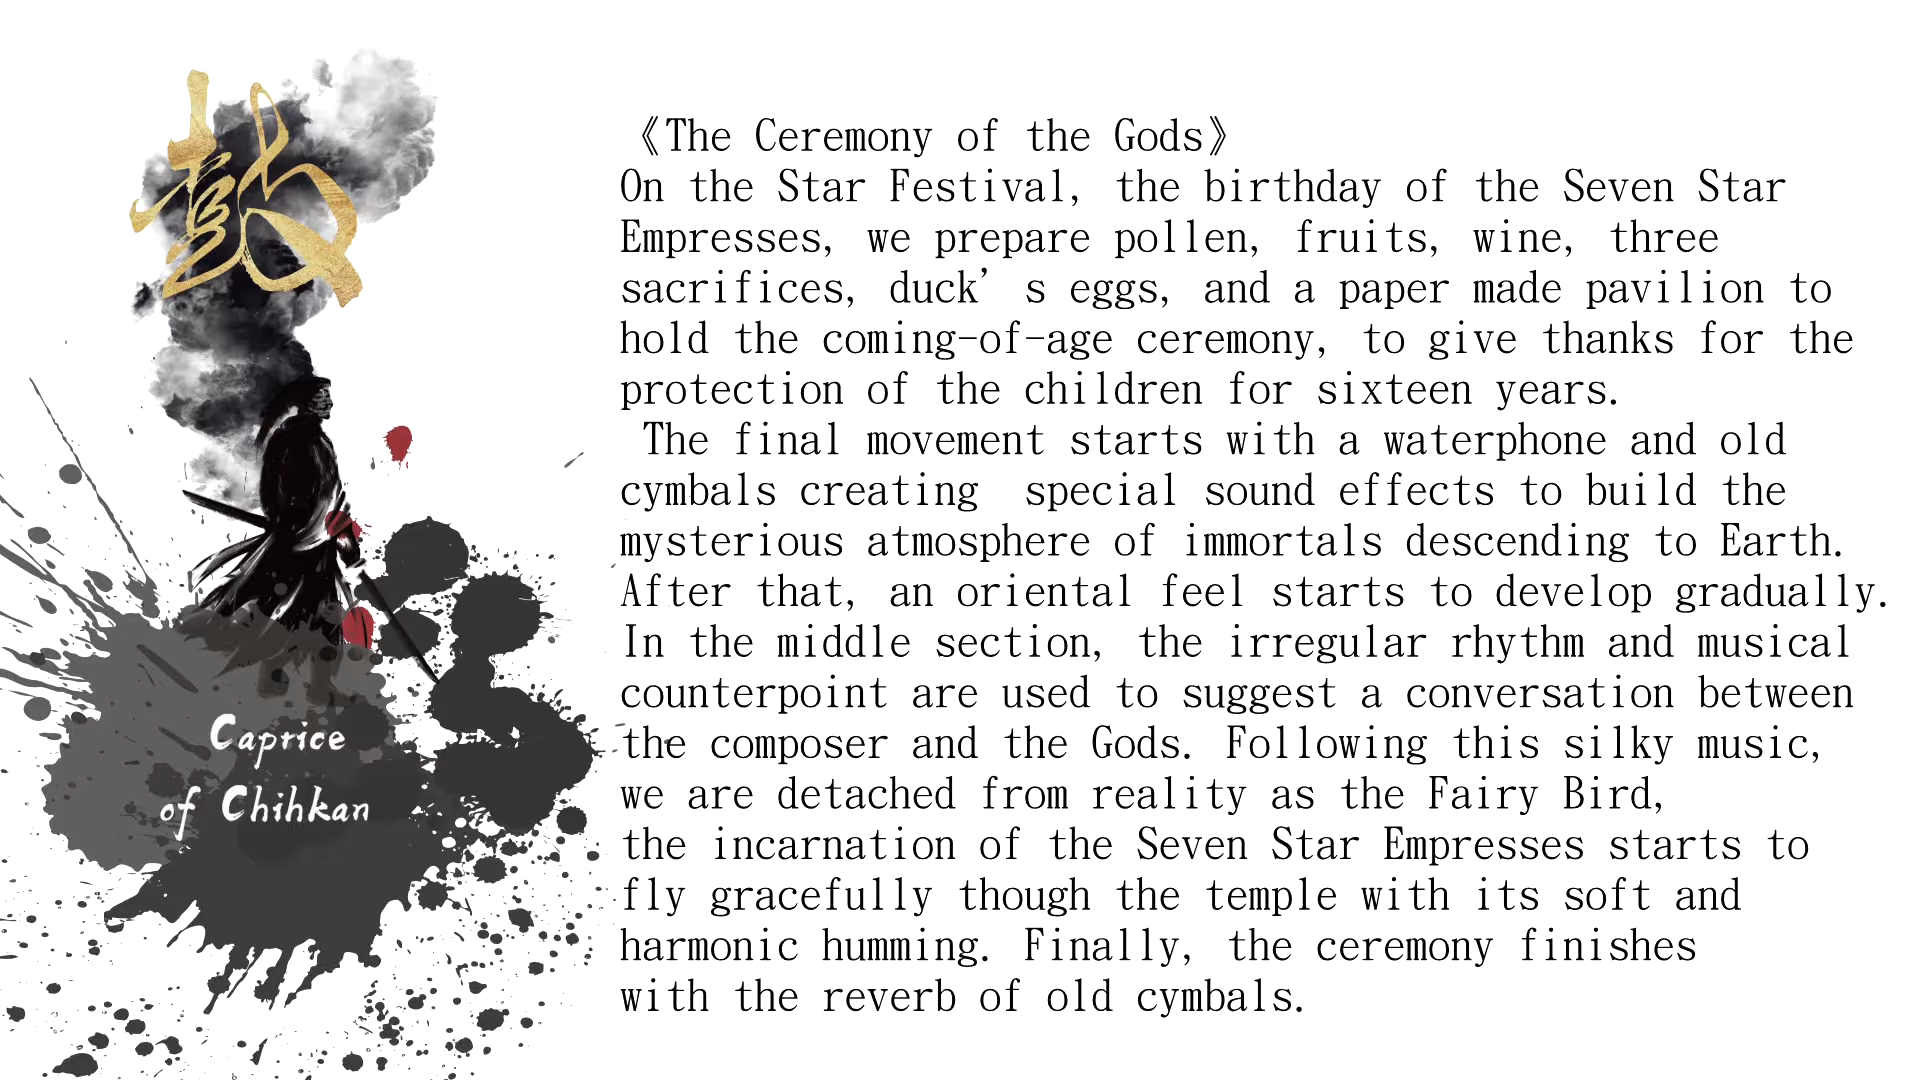 鼓
Caprice
of Chihkan
《The Ceremony of the Gods》
On the Star Festival, the birthday of the Seven Star
Empresses, we prepare pollen, fruits, wine, three
sacrifices, duck’s eggs, and a paper made pavilion to
hold the coming-of-age ceremony, to give thanks for the
protection of the children for sixteen years.
The final movement starts with a waterphone and old
cymbals creating  special sound effects to build the
mysterious atmosphere of immortals descending to Earth.
After that, an oriental feel starts to develop gradually.
In the middle section, the irregular rhythm and musical
counterpoint are used to suggest a conversation between
the composer and the Gods. Following this silky music,
we are detached from reality as the Fairy Bird,
the incarnation of the Seven Star Empresses starts to
fly gracefully though the temple with its soft and
harmonic humming. Finally, the ceremony finishes
with the reverb of old cymbals.